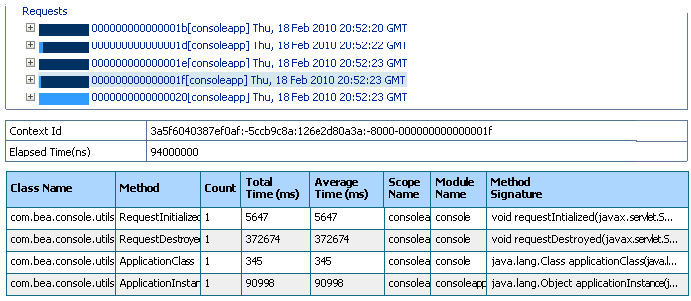 Requests
000000000000001b[consoleapp] Thu, 18 Feb 2010 20:52:20 GMT
000000000000001d[consoleapp] Thu, 18 Feb 2010 20:52:22 GMT
000000000000001e[consoleapp] Thu, 18 Feb 2010 20:52:23 GMT
000000000000001f[consoleapp] Thu, 18 Feb 2010 20:52:23 GMT
0000000000000020[consoleapp] Thu, 18 Feb 2010 20:52:23 GMT
Context Id 3a5f6040387ef0af:-5ccb9c8a:126e2d80a3a:-8000-000000000000001f
Elapsed Time(ns) 94000000
Class Name Method Count Total Time (ms) Average Time (ms) Scope Name Module Name Method Signature
com.bea.console.utils RequestInitialized 1 5647 5647 consolea console void requestIntialized(javax.servlet.S...
com.bea.console.utils RequestDestroyed 1 372674 372674 consolea console void requestDestroyed(javax.servlet.S...
com.bea.console.utils ApplicationClass 1 345 345 consolea console java.lang.Class applicationClass(java.l...
com.bea.console.utils ApplicationInstar 1 90998 90998 consolea consoleapp java.lang.Object applicationInstance(j...